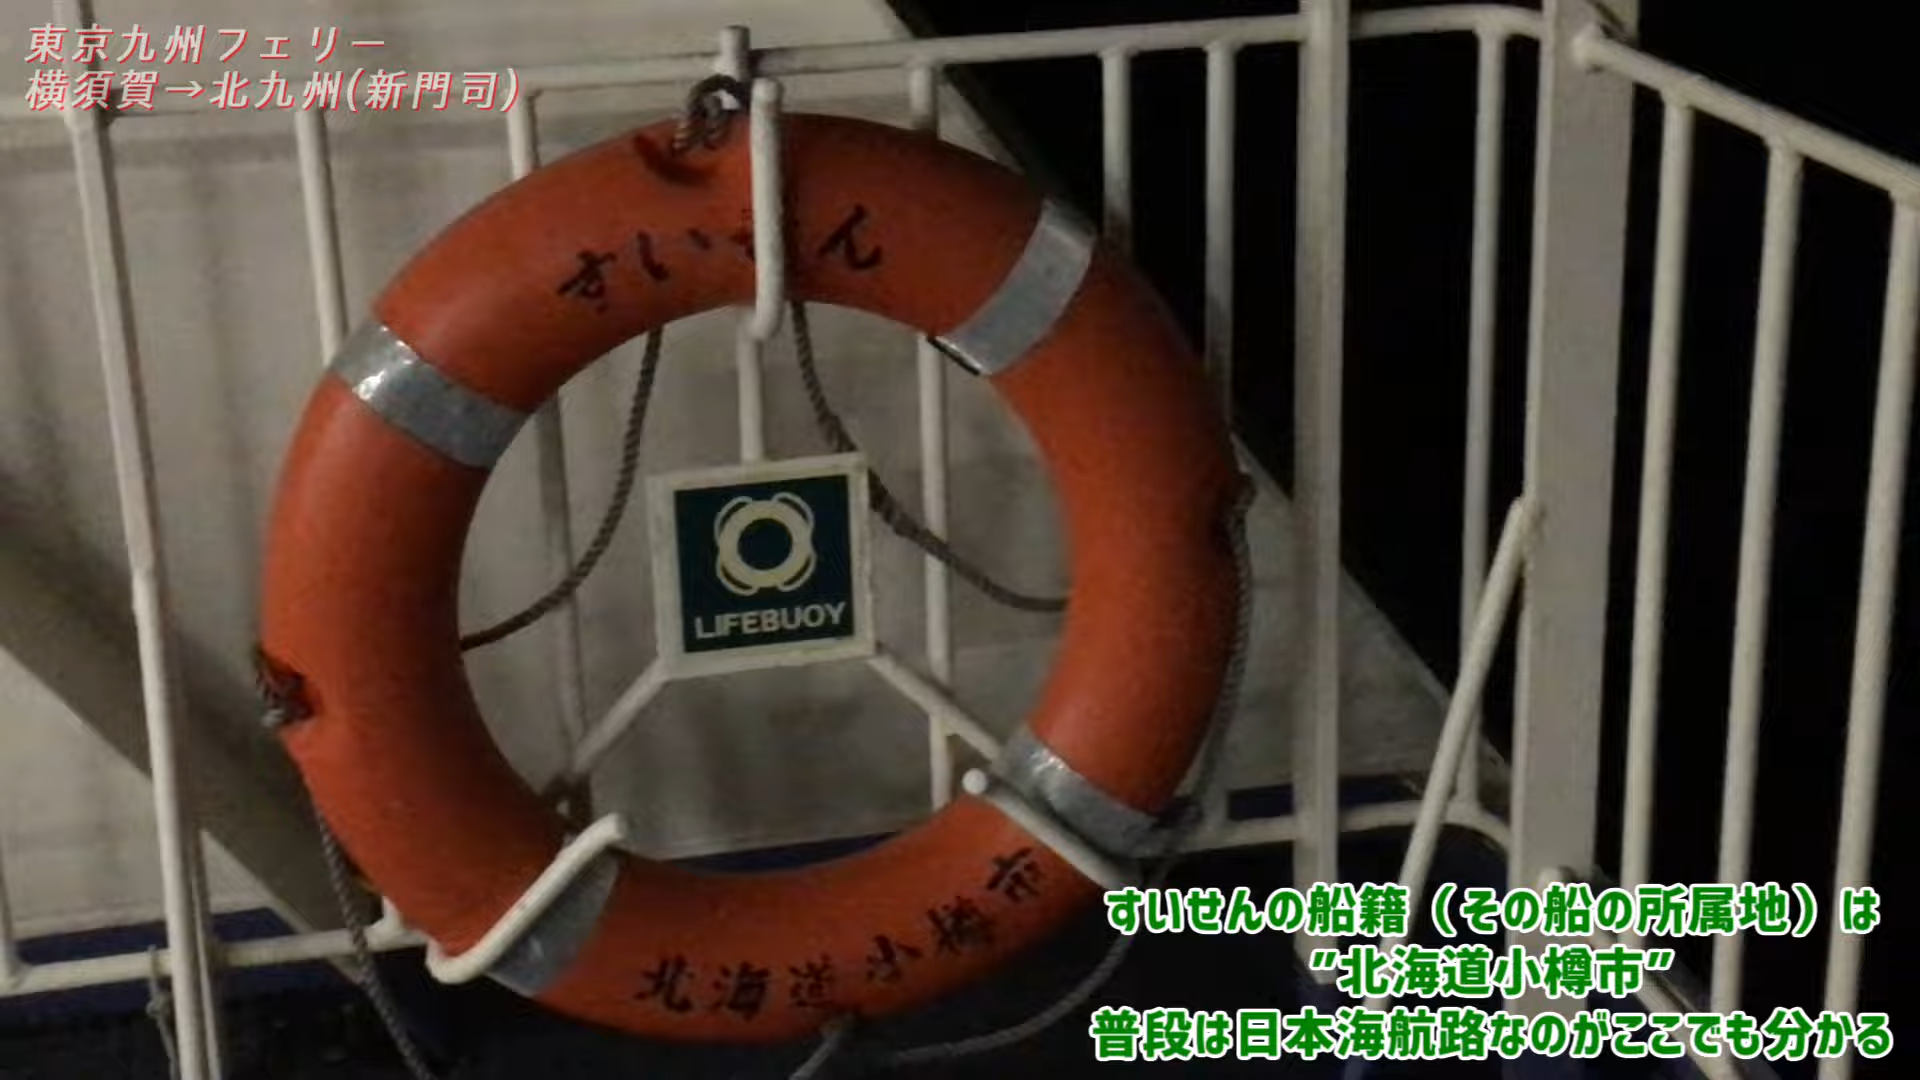 東京九州フェリー
横須賀→北九州(新門司)
すいせん
LIFEBUOY
北海道小樽市
すいせんの船籍（その船の所属地）は
”北海道小樽市”
普段は日本海航路なのがここでも分かる